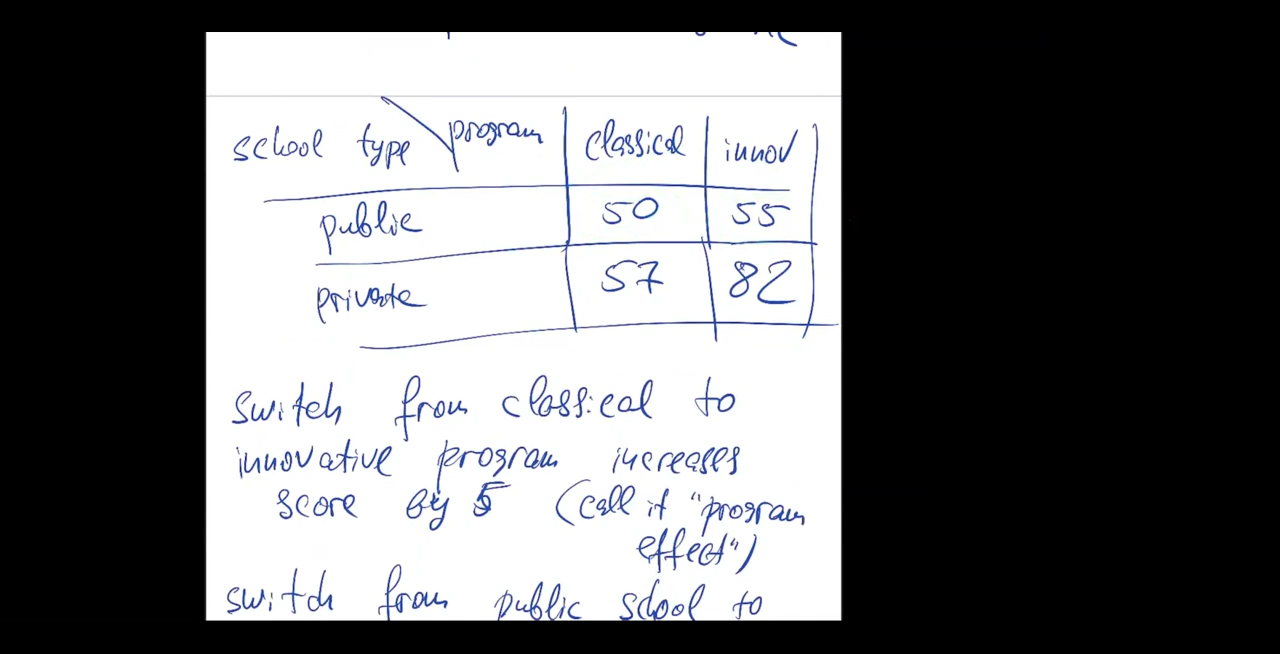 school type \ program | classical | innov
public | 50 | 55
private | 57 | 82
switch from classical to
innovative program increases
score by 5 (call it "program
effect")
switch from public school to